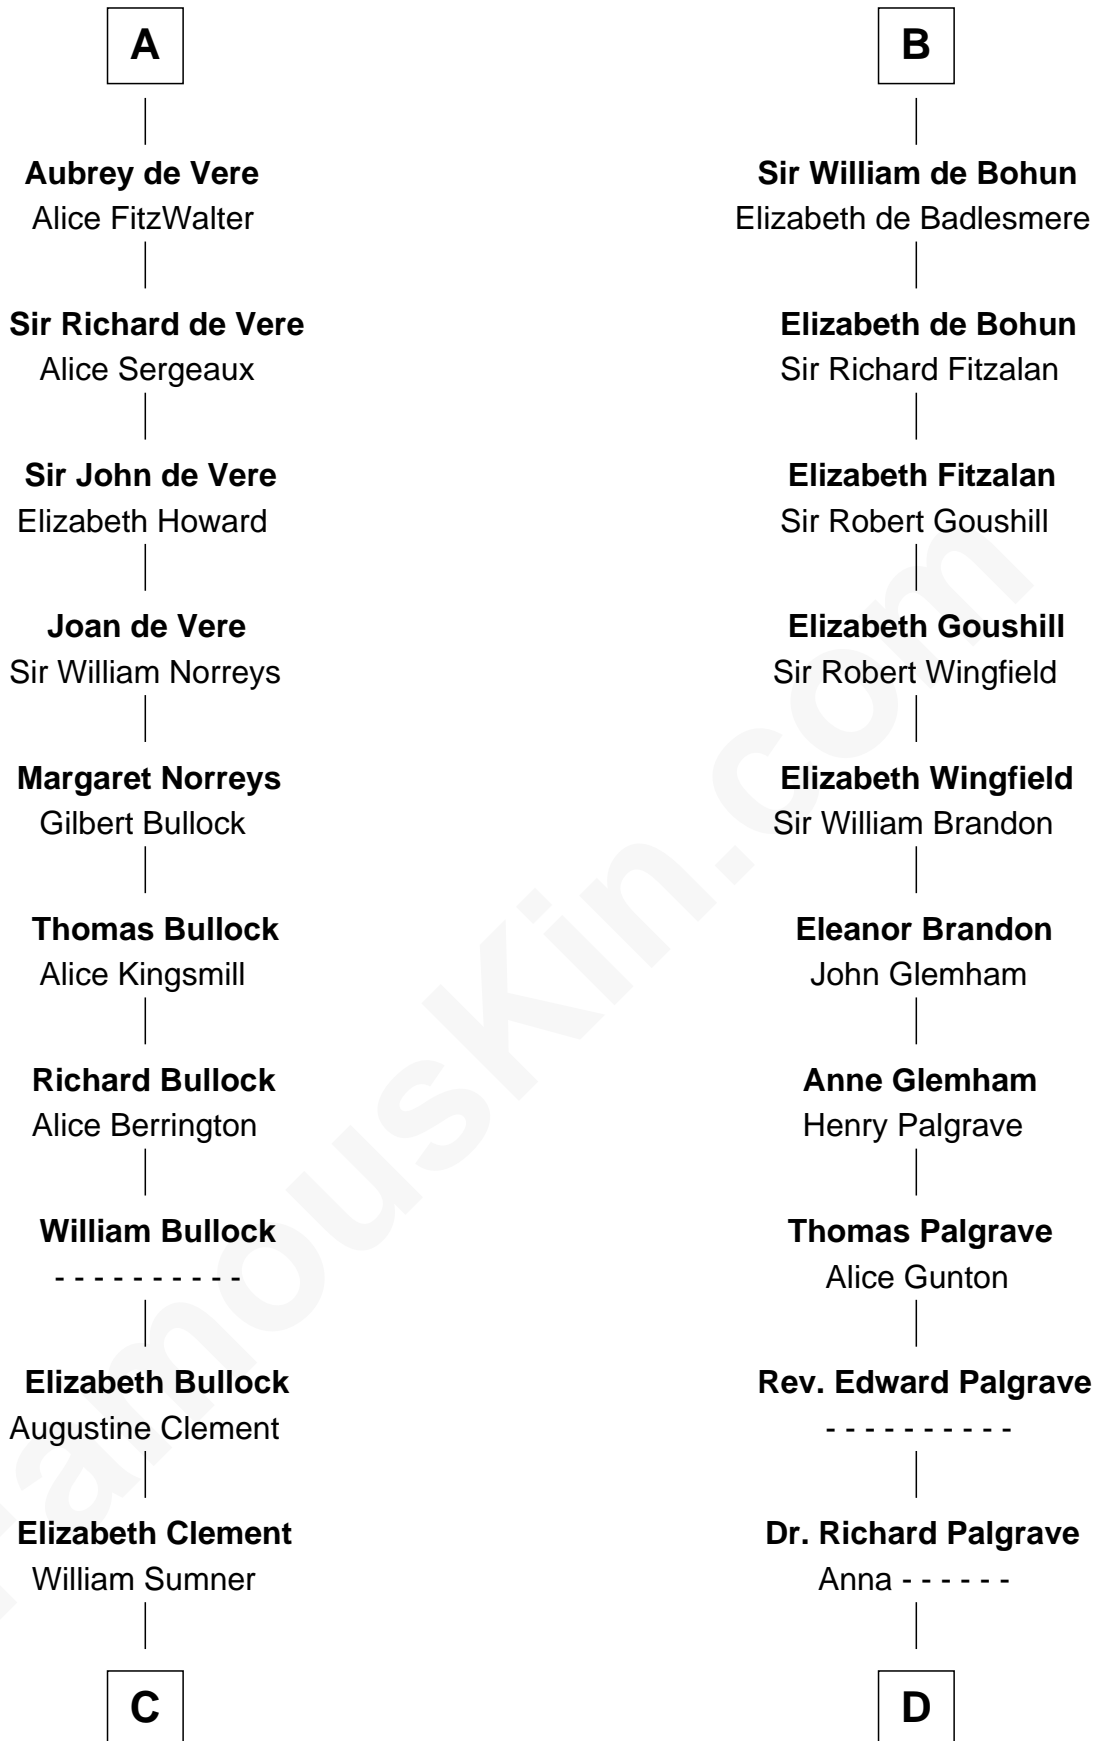 A
Aubrey de Vere
Alice FitzWalter
Sir Richard de Vere
Alice Sergeaux
Sir John de Vere
Elizabeth Howard
Joan de Vere
Sir William Norreys
Margaret Norreys
Gilbert Bullock
Thomas Bullock
Alice Kingsmill
Richard Bullock
Alice Berrington
William Bullock
- - - - - - - - - -
Elizabeth Bullock
Augustine Clement
Elizabeth Clement
William Sumner
C
B
Sir William de Bohun
Elizabeth de Badlesmere
Elizabeth de Bohun
Sir Richard Fitzalan
Elizabeth Fitzalan
Sir Robert Goushill
Elizabeth Goushill
Sir Robert Wingfield
Elizabeth Wingfield
Sir William Brandon
Eleanor Brandon
John Glemham
Anne Glemham
Henry Palgrave
Thomas Palgrave
Alice Gunton
Rev. Edward Palgrave
- - - - - - - - - -
Dr. Richard Palgrave
Anna - - - - - -
D
FamousKin.com